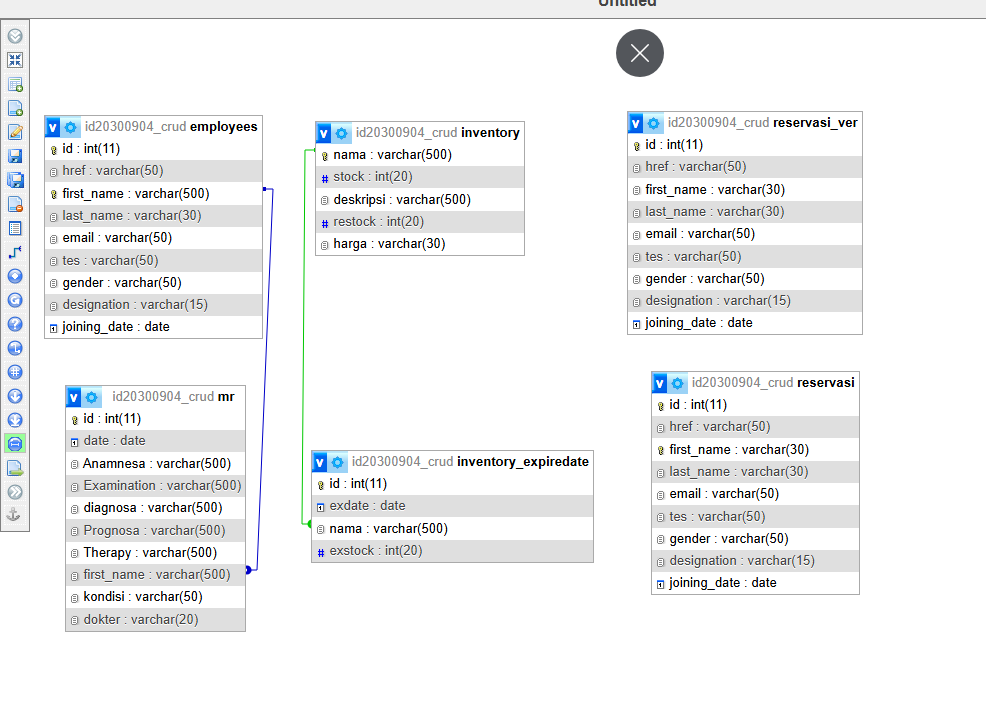 Untitled
id20300904_crud employees
id : int(11)
href : varchar(50)
first_name : varchar(500)
last_name : varchar(30)
email : varchar(50)
tes : varchar(50)
gender : varchar(50)
designation : varchar(15)
joining_date : date
id20300904_crud inventory
nama : varchar(500)
# stock : int(20)
deskripsi : varchar(500)
# restock : int(20)
harga : varchar(30)
id20300904_crud reservasi_ver
id : int(11)
href : varchar(50)
first_name : varchar(30)
last_name : varchar(30)
email : varchar(50)
tes : varchar(50)
gender : varchar(50)
designation : varchar(15)
joining_date : date
id20300904_crud mr
id : int(11)
date : date
Anamnesa : varchar(500)
Examination : varchar(500)
diagnosa : varchar(500)
Prognosa : varchar(500)
Therapy : varchar(500)
first_name : varchar(500)
kondisi : varchar(50)
dokter : varchar(20)
id20300904_crud inventory_expiredate
id : int(11)
exdate : date
nama : varchar(500)
# exstock : int(20)
id20300904_crud reservasi
id : int(11)
href : varchar(50)
first_name : varchar(30)
last_name : varchar(30)
email : varchar(50)
tes : varchar(50)
gender : varchar(50)
designation : varchar(15)
joining_date : date